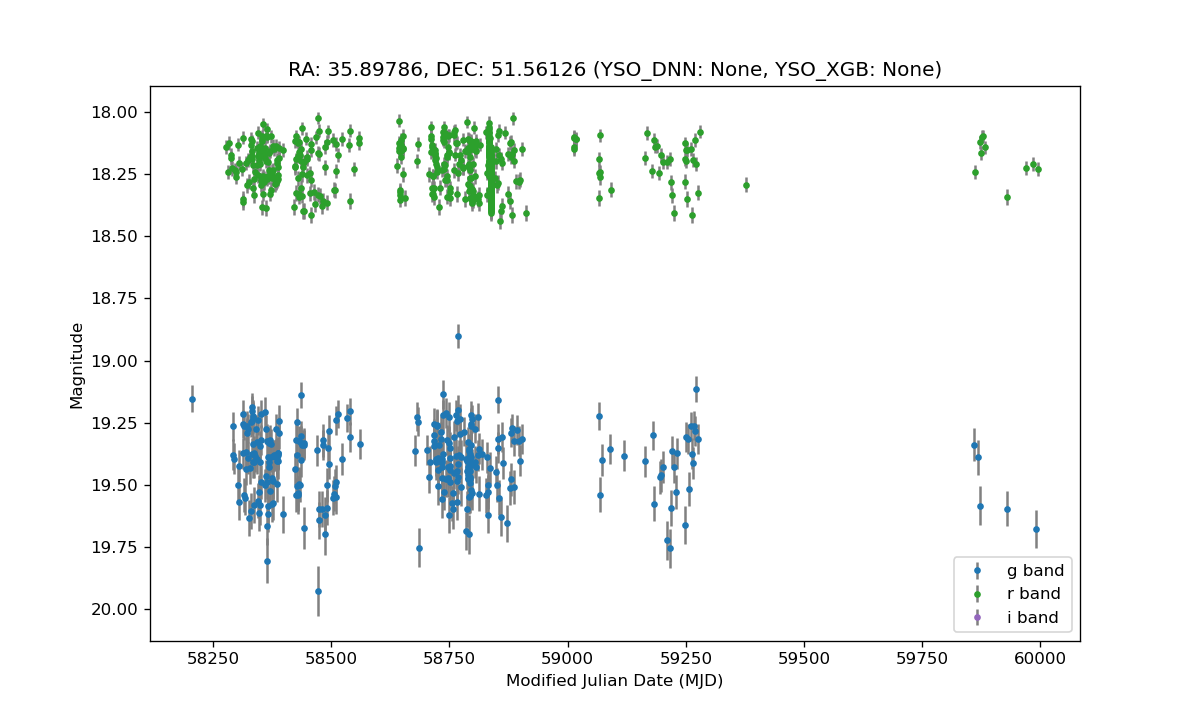 RA: 35.89786, DEC: 51.56126 (YSO_DNN: None, YSO_XGB: None)
18.00
18.25
18.50
18.75
19.00
19.25
19.50
19.75
20.00
Magnitude
58250 58500 58750 59000 59250 59500 59750 60000
Modified Julian Date (MJD)
g band
r band
i band